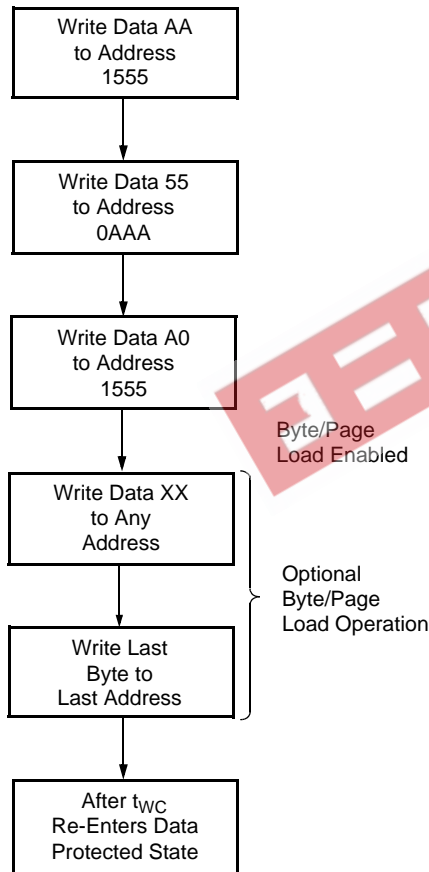 Write Data AA
to Address
1555
Write Data 55
to Address
0AAA
Write Data A0
to Address
1555
Byte/Page
Load Enabled
Write Data XX
to Any
Address
Optional
Byte/Page
Load Operation
Write Last
Byte to
Last Address
After tWC
Re-Enters Data
Protected State